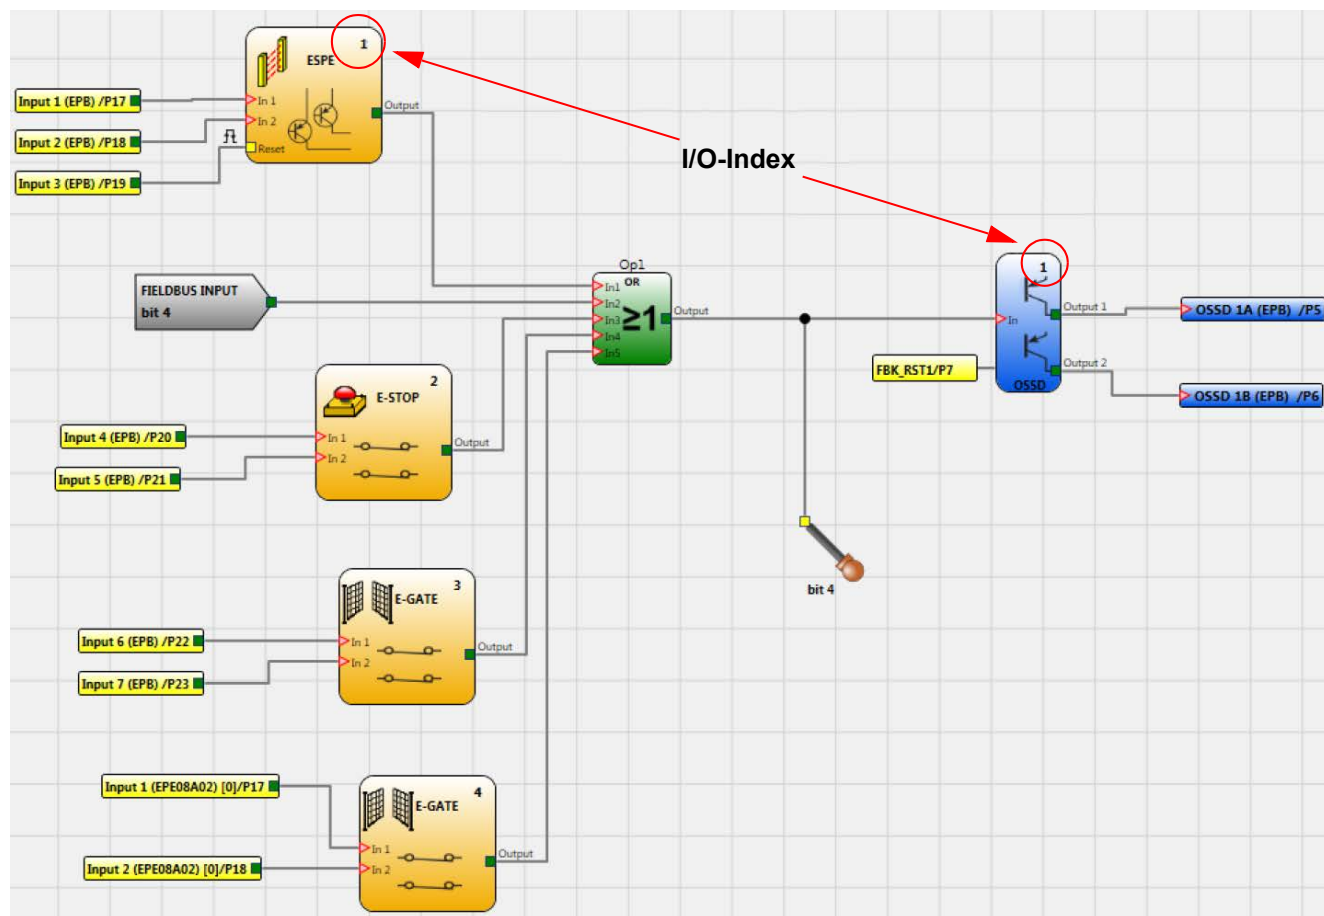 1
ESPE
Input 1 (EPB) /P17
In 1
Output
Input 2 (EPB) /P18
In 2
Reset
Input 3 (EPB) /P19
I/O-Index
FIELDBUS INPUT
bit 4
Op1
OR
In1
In2
In3
In4
In5
≥1
Output
1
In
Output 1
OSSD 1A (EPB) /P5
FBK_RST1/P7
Output 2
OSSD
OSSD 1B (EPB) /P6
2
E-STOP
Input 4 (EPB) /P20
In 1
Output
Input 5 (EPB) /P21
In 2
bit 4
3
E-GATE
Input 6 (EPB) /P22
In 1
Output
Input 7 (EPB) /P23
In 2
4
E-GATE
Input 1 (EPE08A02) [0]/P17
In 1
Output
Input 2 (EPE08A02) [0]/P18
In 2